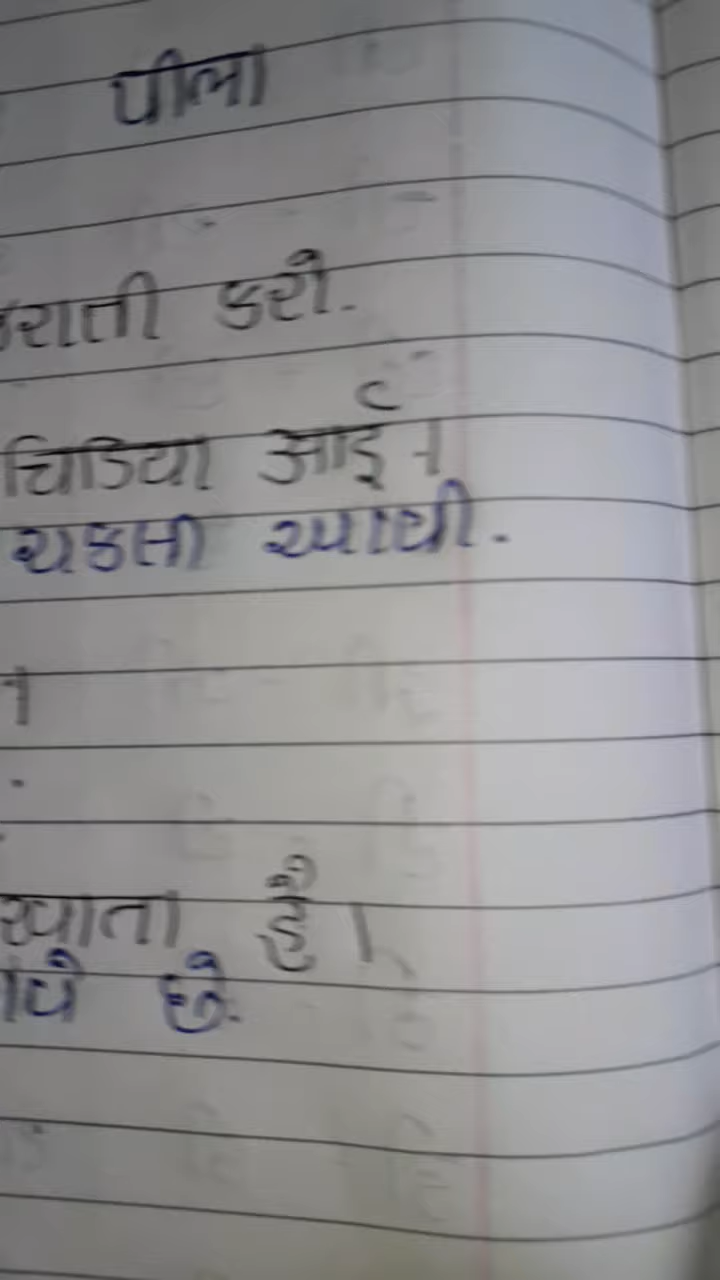 पीला
કરો.
चिडिया आई।
ચકલી આવી.
खाता है।
છે.